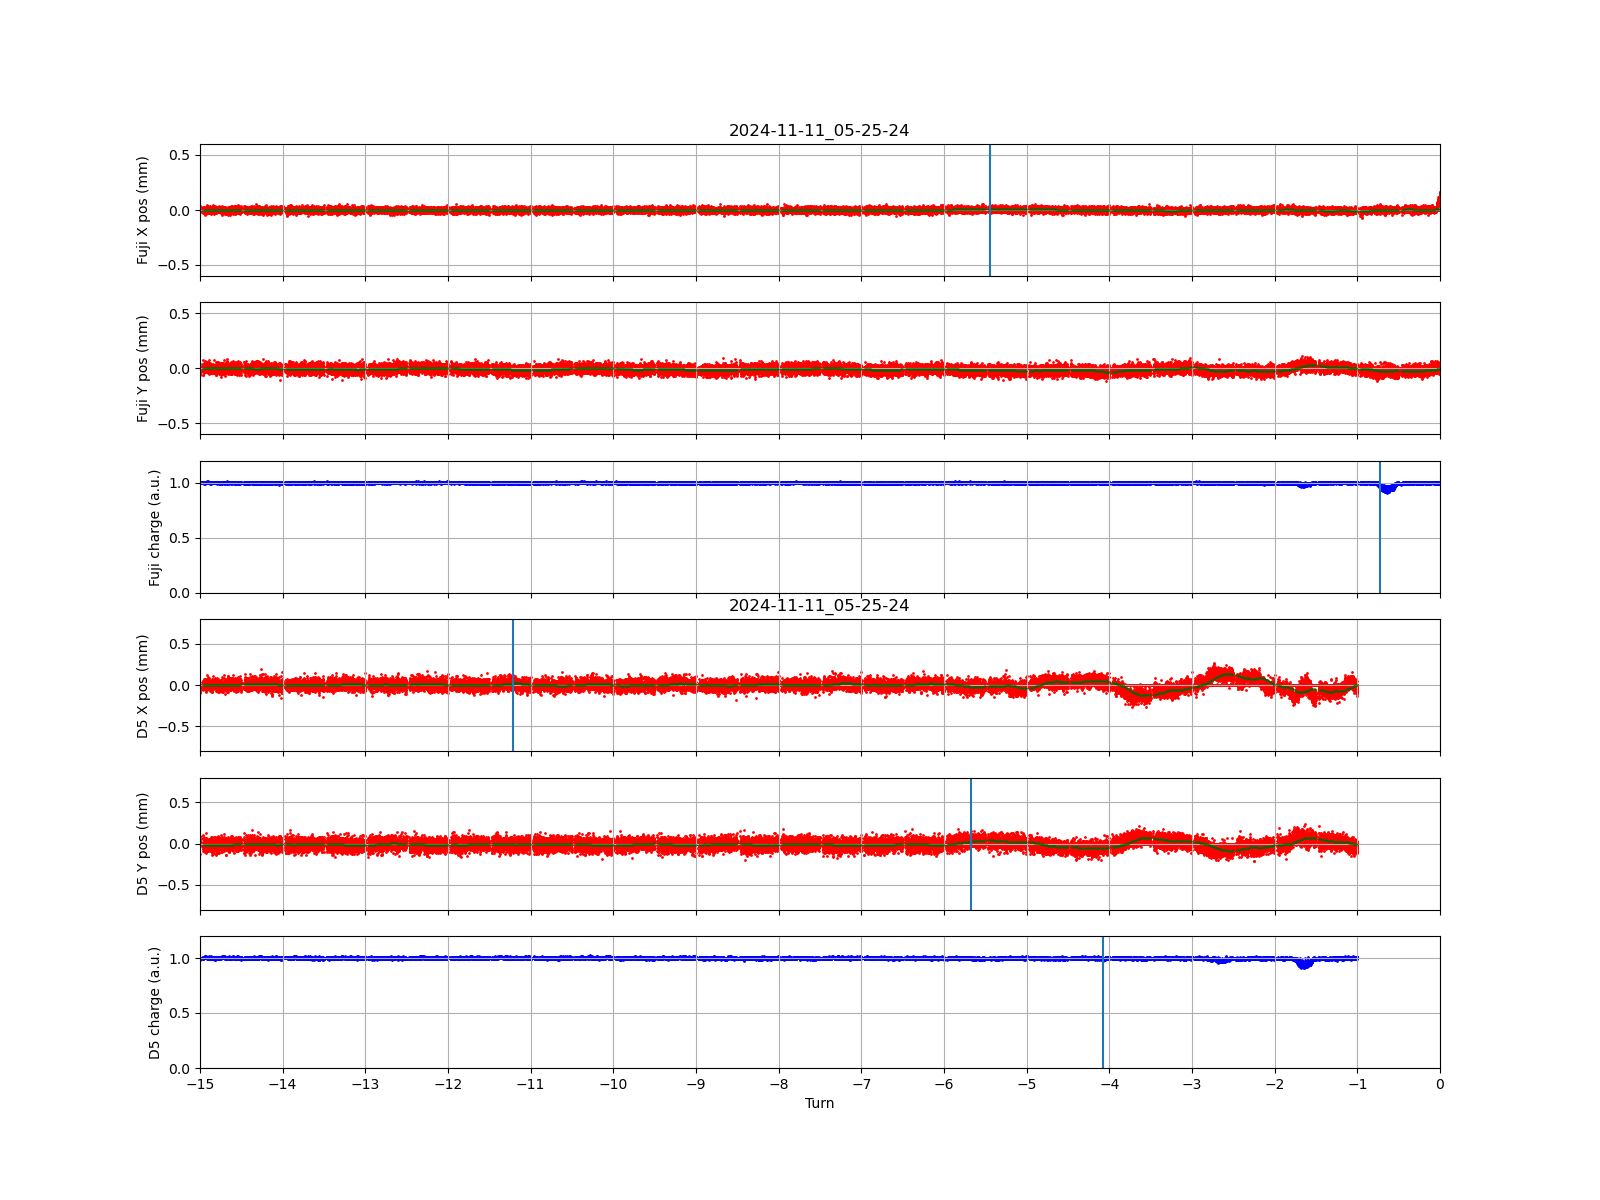 2024-11-11_05-25-24
Fuji X pos (mm)
0.5
0.0
−0.5
Fuji Y pos (mm)
0.5
0.0
−0.5
Fuji charge (a.u.)
1.0
0.5
0.0
2024-11-11_05-25-24
D5 X pos (mm)
0.5
0.0
−0.5
D5 Y pos (mm)
0.5
0.0
−0.5
D5 charge (a.u.)
1.0
0.5
0.0
−15 −14 −13 −12 −11 −10 −9 −8 −7 −6 −5 −4 −3 −2 −1 0
Turn